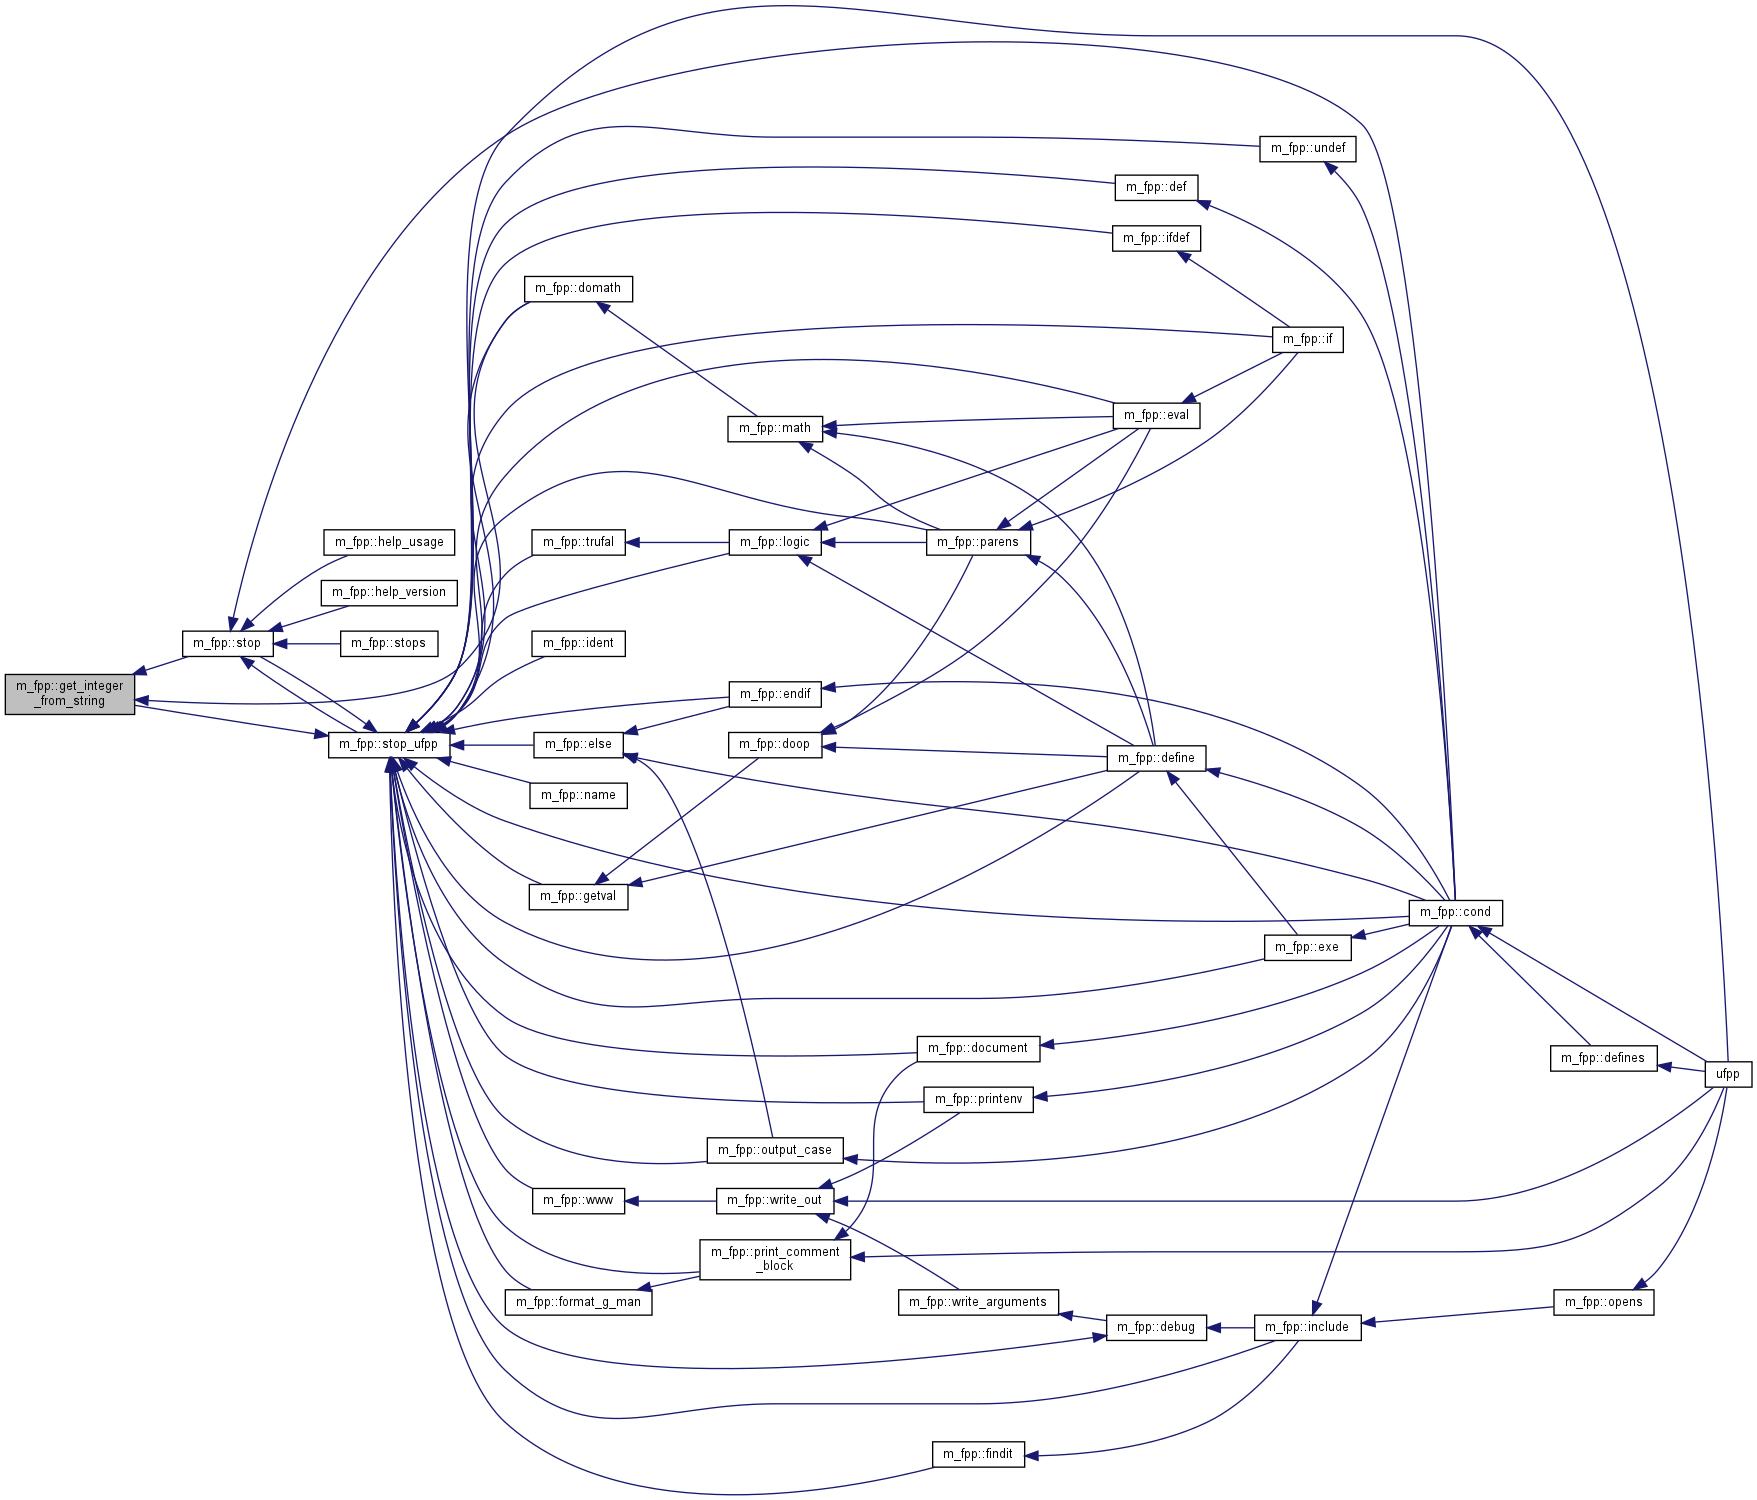 m_fpp::undef
m_fpp::def
m_fpp::ifdef
m_fpp::domath
m_fpp::if
m_fpp::eval
m_fpp::math
m_fpp::help_usage
m_fpp::trufal
m_fpp::logic
m_fpp::parens
m_fpp::help_version
m_fpp::stop
m_fpp::stops
m_fpp::ident
m_fpp::get_integer
_from_string
m_fpp::endif
m_fpp::stop_ufpp
m_fpp::else
m_fpp::doop
m_fpp::define
m_fpp::name
m_fpp::getval
m_fpp::cond
m_fpp::exe
m_fpp::document
m_fpp::defines
ufpp
m_fpp::printenv
m_fpp::output_case
m_fpp::www
m_fpp::write_out
m_fpp::print_comment
_block
m_fpp::format_g_man
m_fpp::write_arguments
m_fpp::opens
m_fpp::debug
m_fpp::include
m_fpp::findit